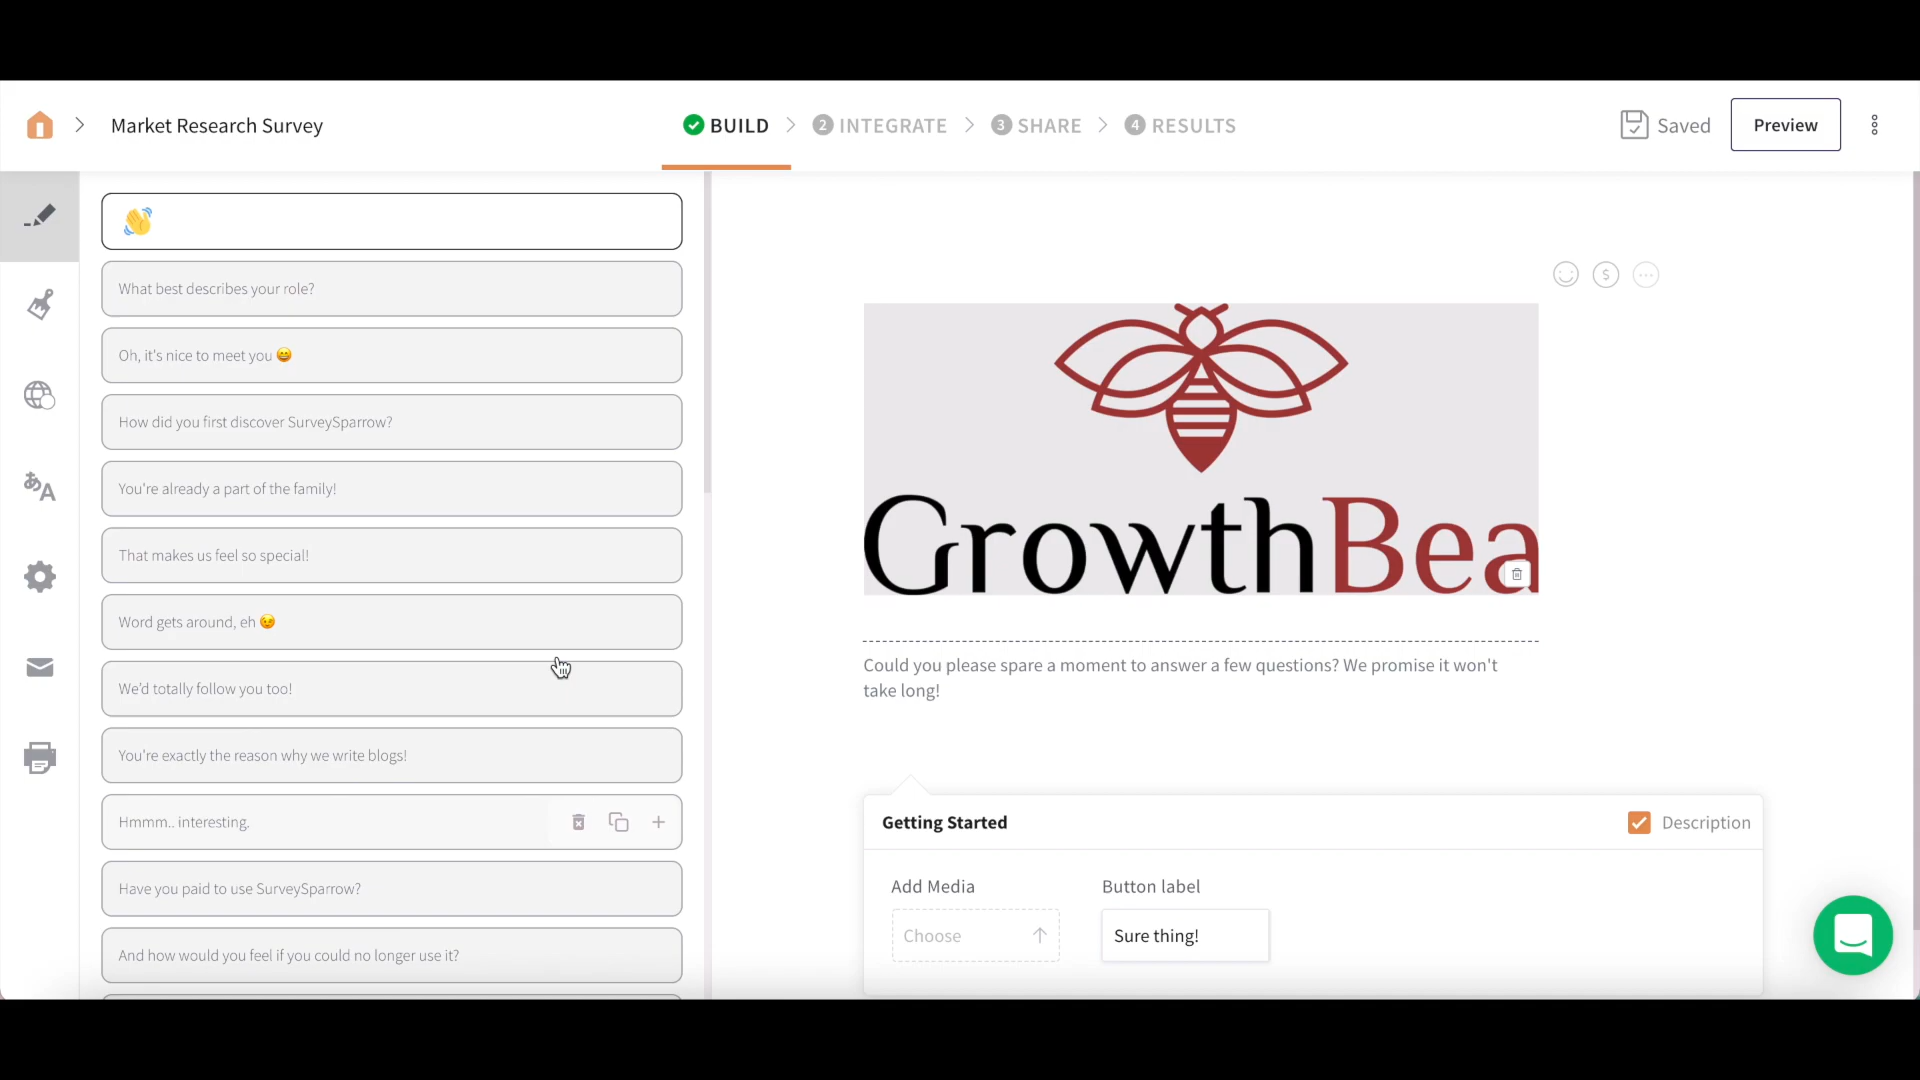 Market Research Survey
BUILD
2 INTEGRATE
3 SHARE
4 RESULTS
Saved
Preview
👋
What best describes your role?
Oh, it's nice to meet you 😄
How did you first discover SurveySparrow?
You're already a part of the family!
That makes us feel so special!
Word gets around, eh 😉
We'd totally follow you too!
You're exactly the reason why we write blogs!
Hmmm.. interesting.
Have you paid to use SurveySparrow?
And how would you feel if you could no longer use it?
$
GrowthBea
Could you please spare a moment to answer a few questions? We promise it won't
take long!
Getting Started
Description
Add Media
Button label
Choose
Sure thing!